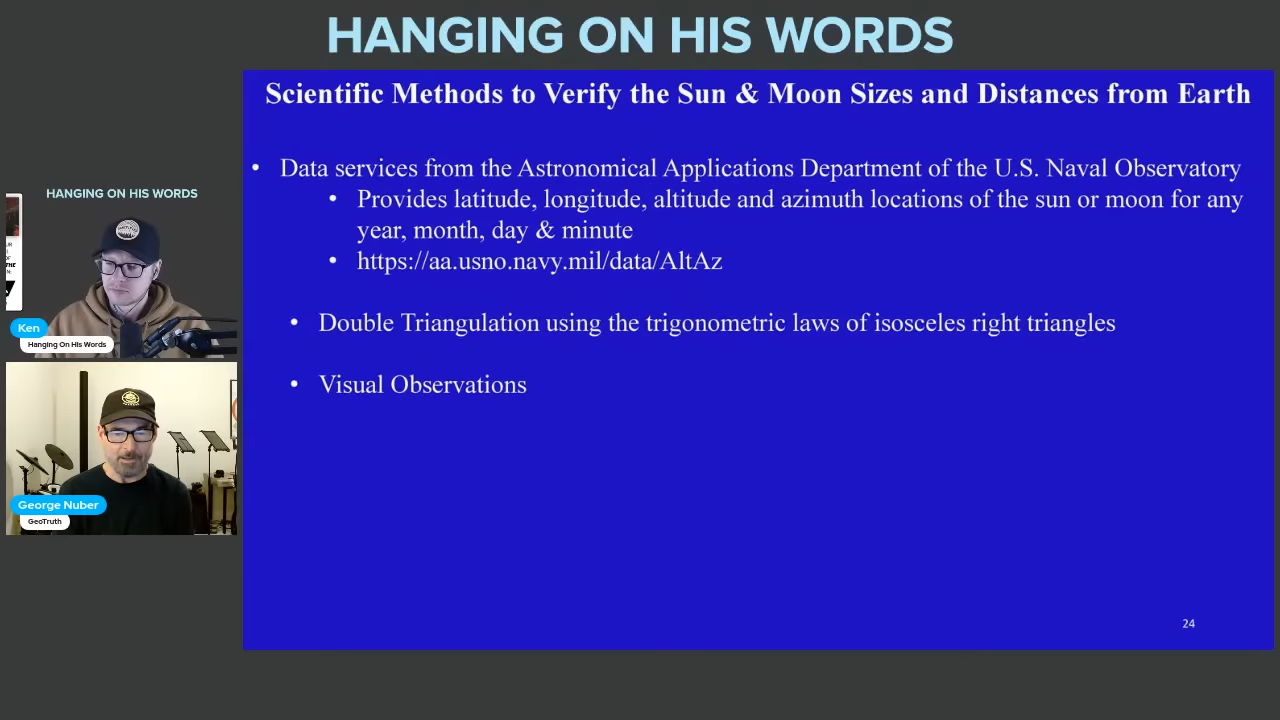 HANGING ON HIS WORDS
Scientific Methods to Verify the Sun & Moon Sizes and Distances from Earth
• Data services from the Astronomical Applications Department of the U.S. Naval Observatory
• Provides latitude, longitude, altitude and azimuth locations of the sun or moon for any
year, month, day & minute
• https://aa.usno.navy.mil/data/AltAz
• Double Triangulation using the trigonometric laws of isosceles right triangles
• Visual Observations
24
HANGING ON HIS WORDS
Ken
Hanging On His Words
George Nuber
GeoTruth